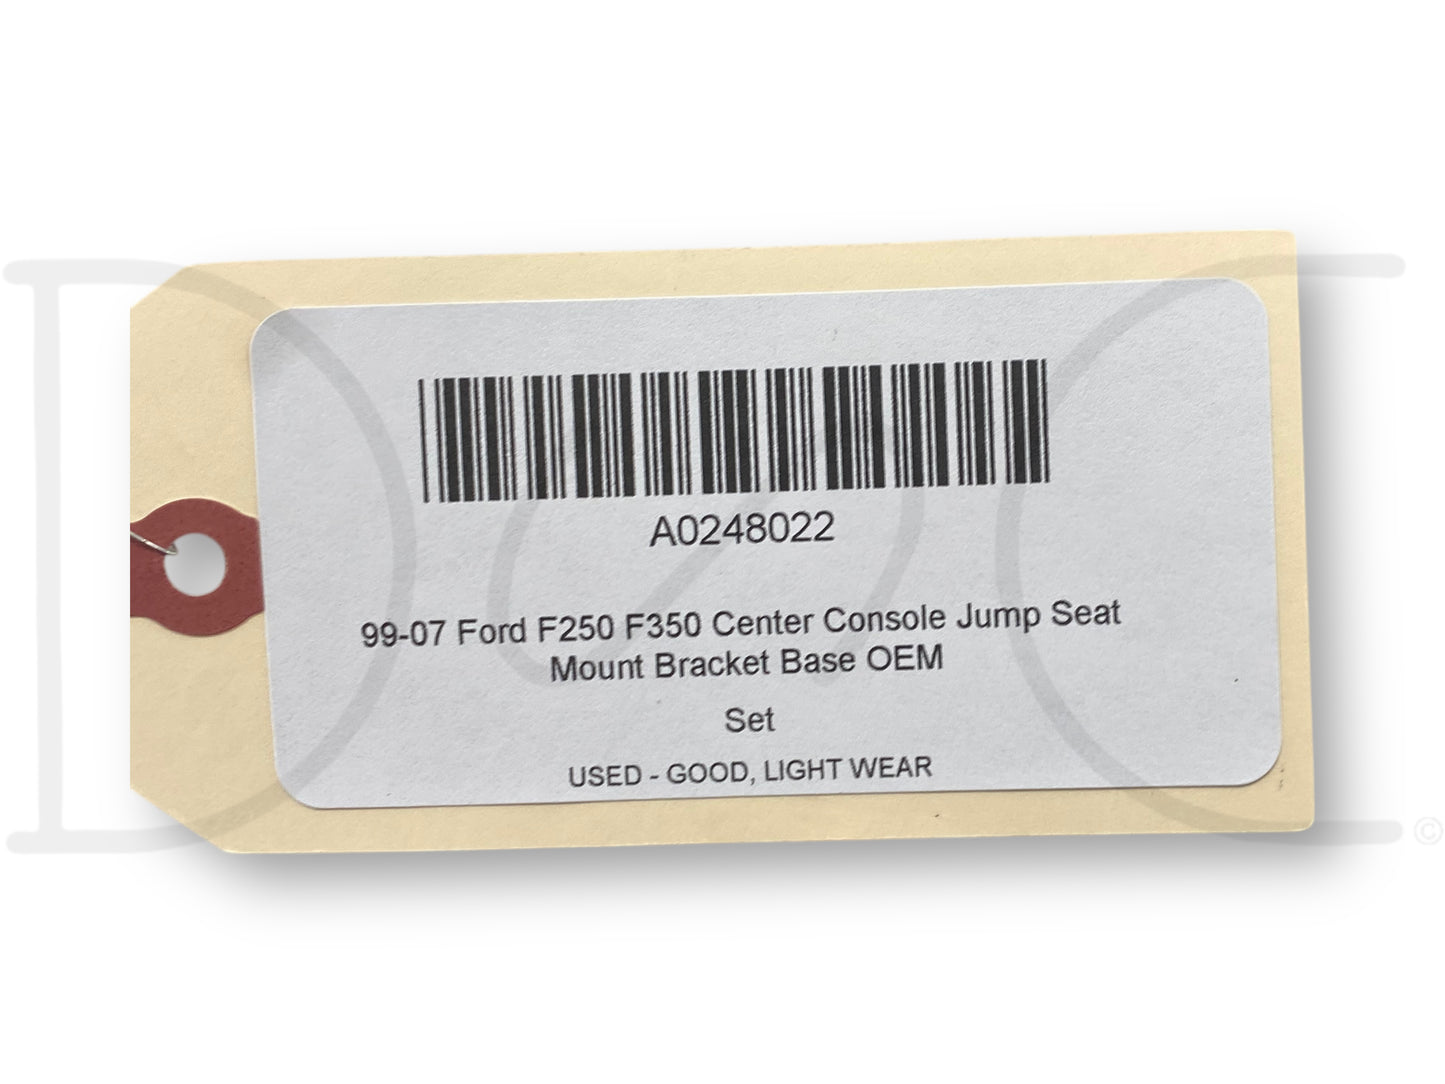 A0248022
99-07 Ford F250 F350 Center Console Jump Seat
Mount Bracket Base OEM
Set
USED - GOOD, LIGHT WEAR
©